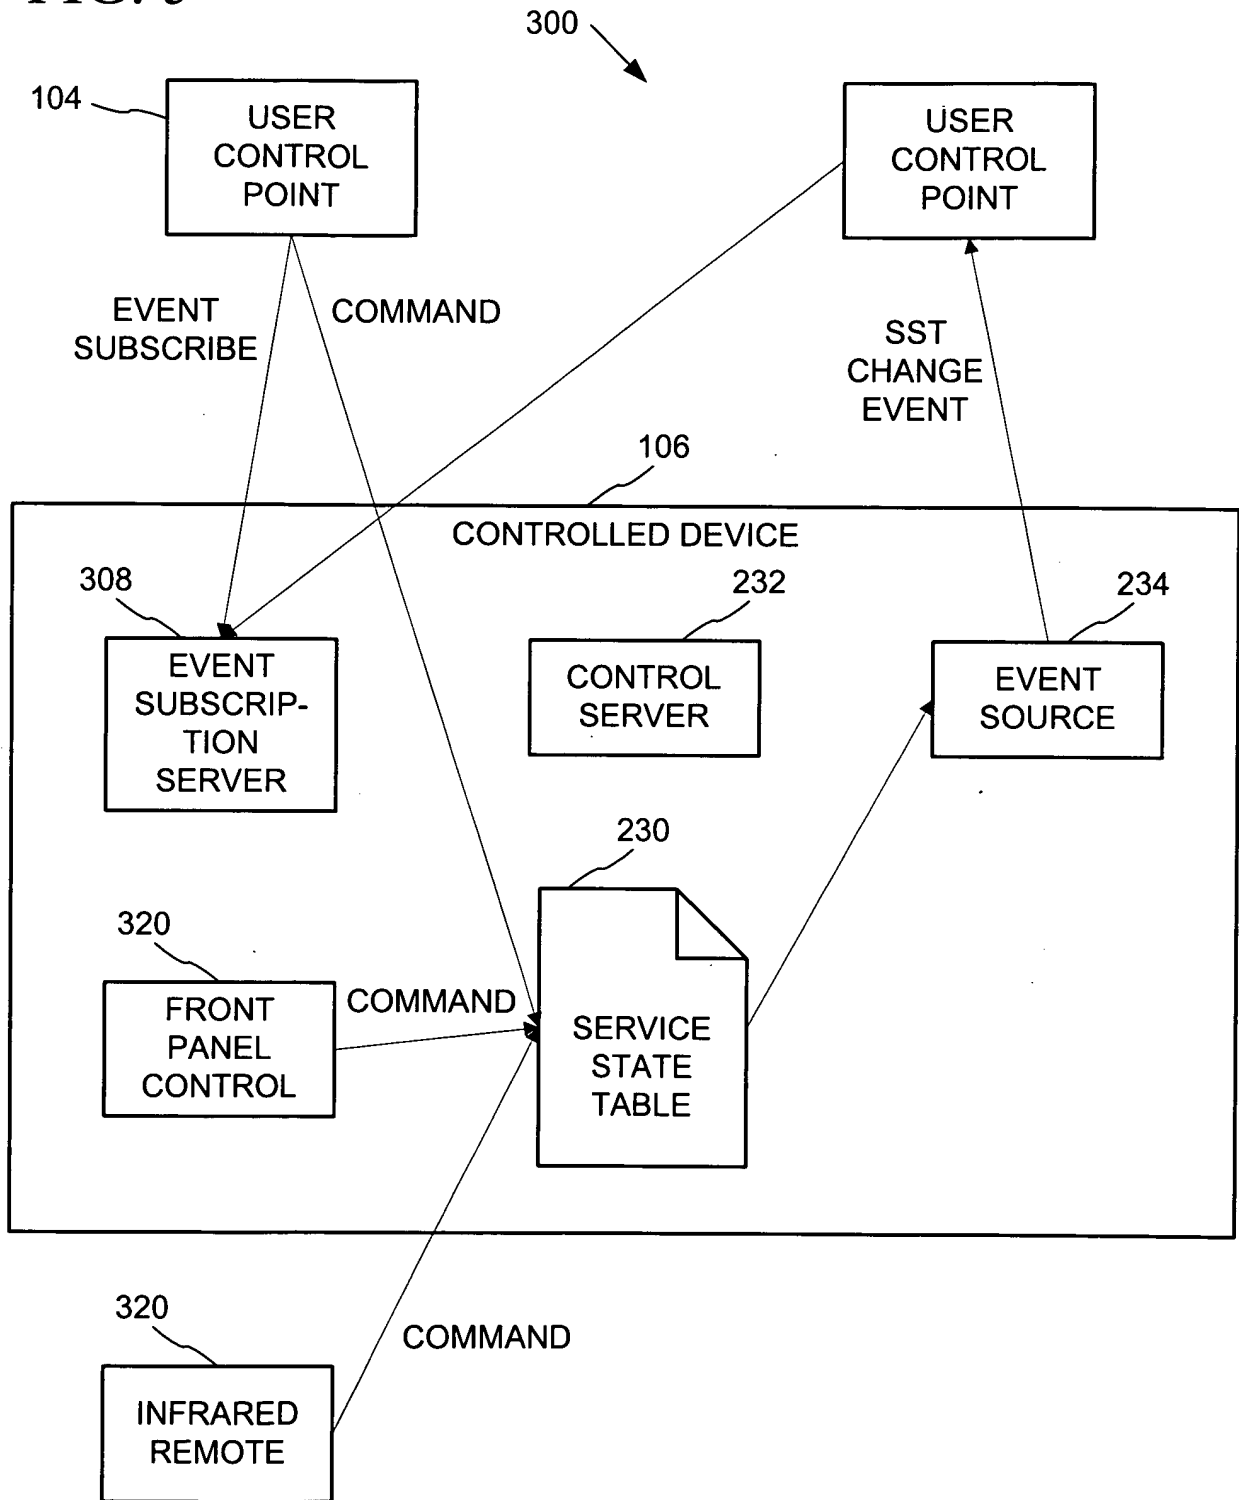 300
104
USER
CONTROL
POINT
USER
CONTROL
POINT
EVENT
SUBSCRIBE
COMMAND
SST
CHANGE
EVENT
106
CONTROLLED DEVICE
308
232
234
EVENT
SUBSCRIP-
TION
SERVER
CONTROL
SERVER
EVENT
SOURCE
230
320
FRONT
PANEL
CONTROL
COMMAND
SERVICE
STATE
TABLE
320
COMMAND
INFRARED
REMOTE